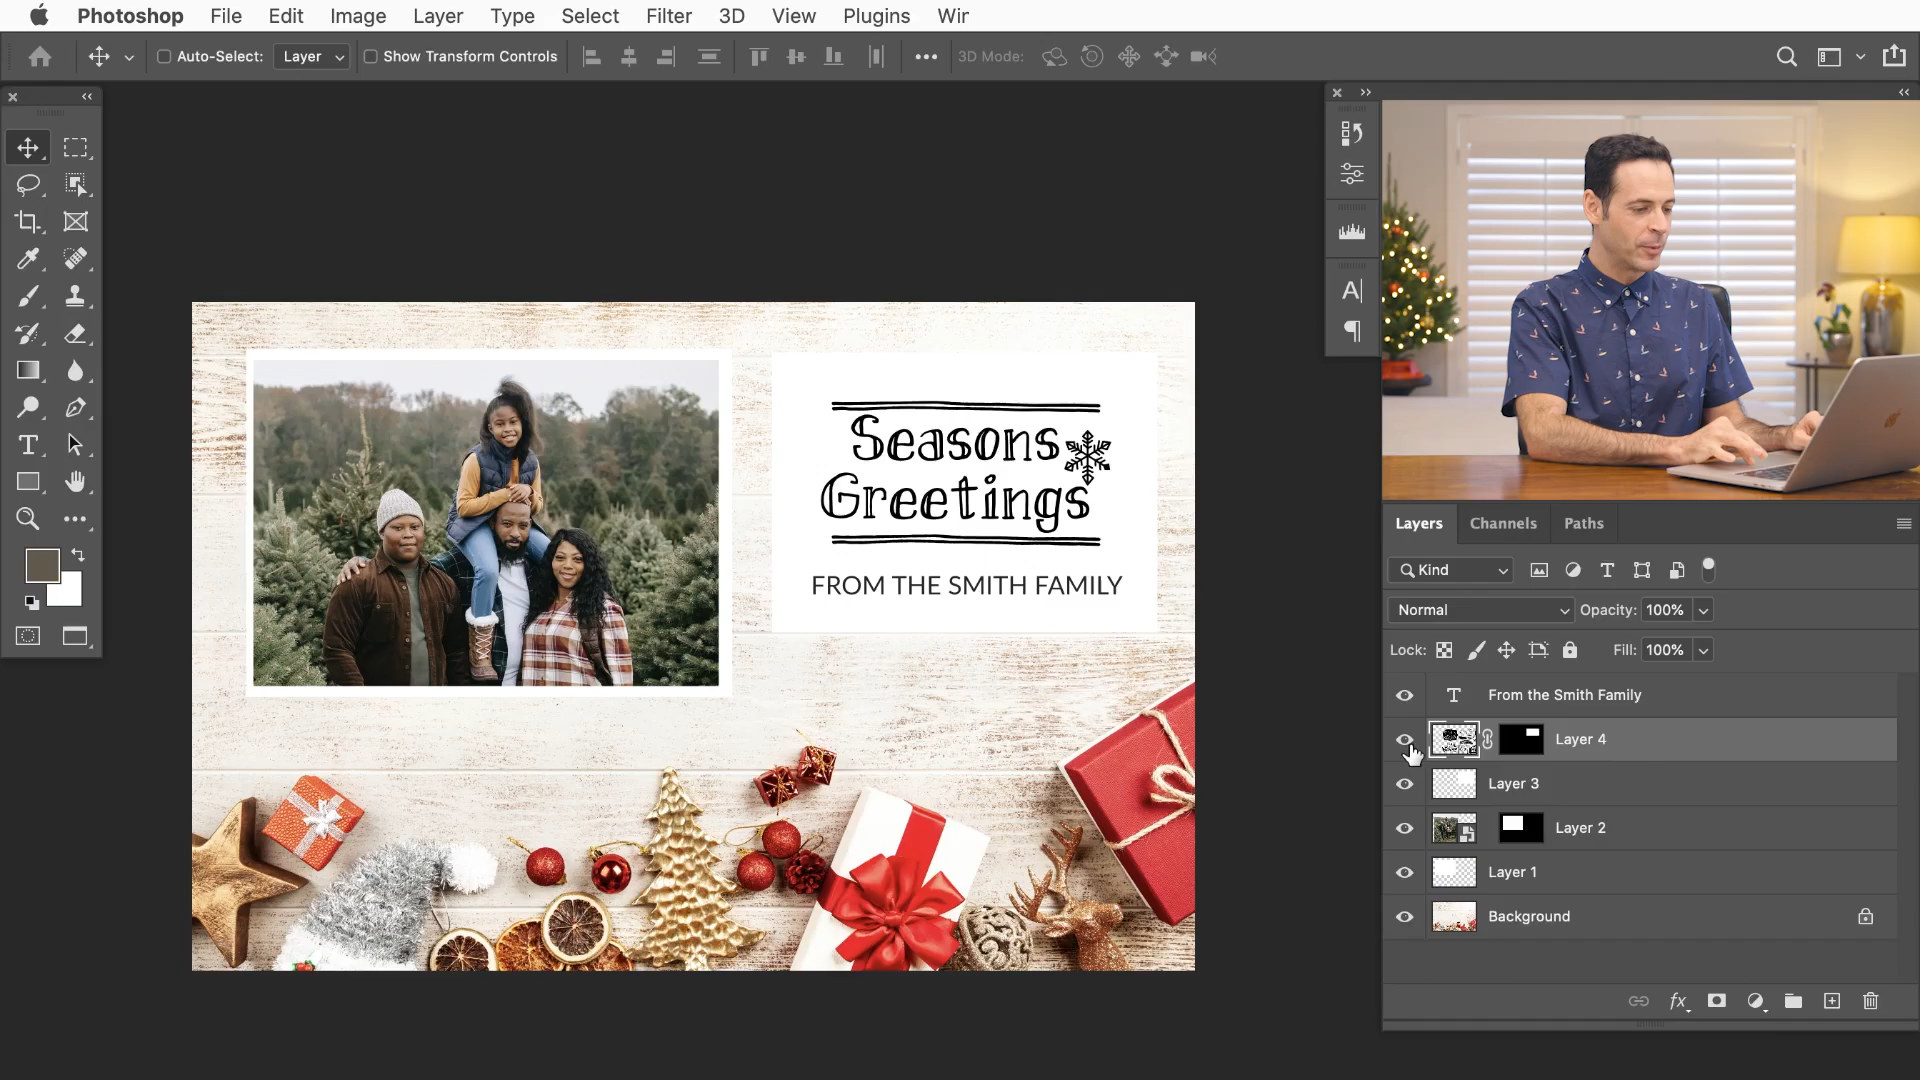 Photoshop File Edit Image Layer Type Select Filter 3D View Plugins Wir
Auto-Select: Layer Show Transform Controls 3D Mode:
Seasons
Greetings
FROM THE SMITH FAMILY
Layers Channels Paths
Kind
Normal Opacity: 100%
Lock: Fill: 100%
From the Smith Family
Layer 4
Layer 3
Layer 2
Layer 1
Background